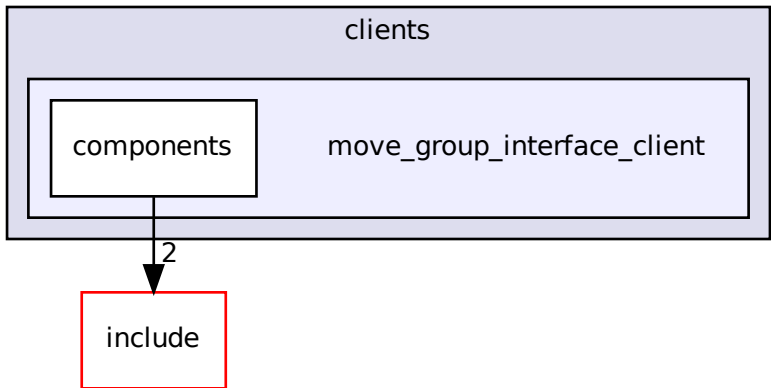 clients
components
move_group_interface_client
2
include